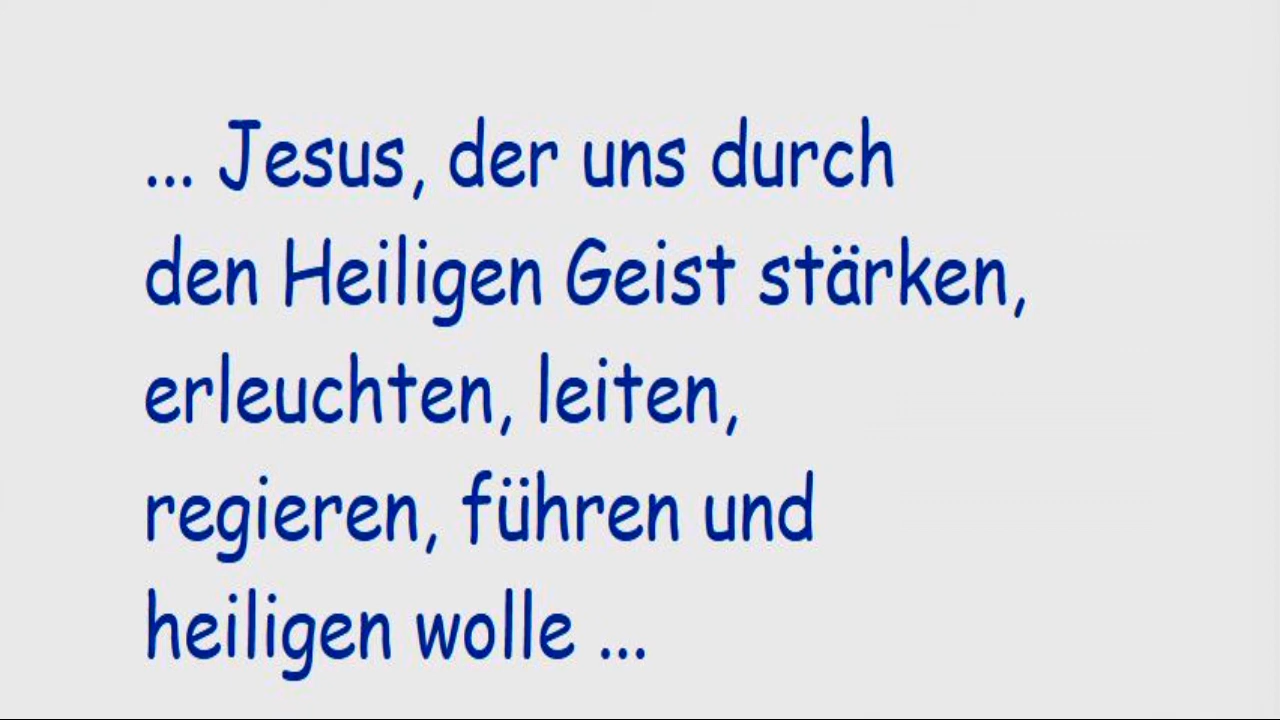 ... Jesus, der uns durch
den Heiligen Geist stärken,
erleuchten, leiten,
regieren, führen und
heiligen wolle ...